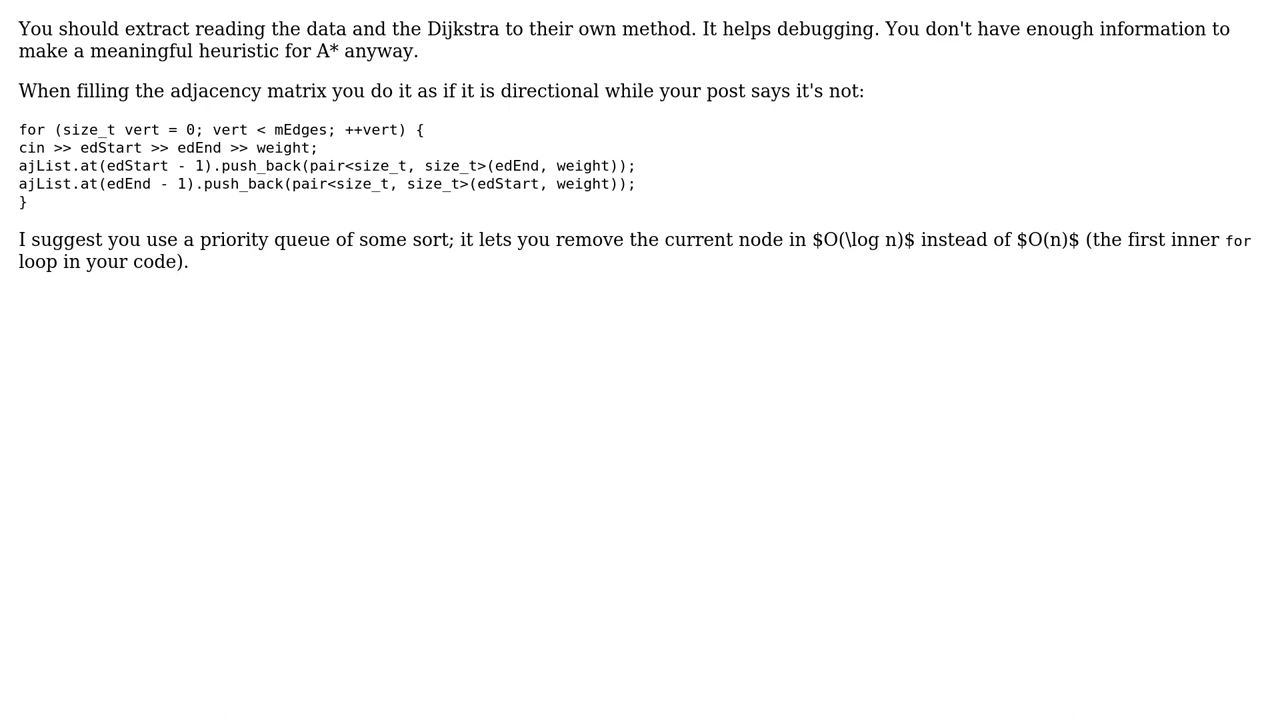 You should extract reading the data and the Dijkstra to their own method. It helps debugging. You don't have enough information to
make a meaningful heuristic for A* anyway.
When filling the adjacency matrix you do it as if it is directional while your post says it's not:
for (size_t vert = 0; vert < mEdges; ++vert) {
cin >> edStart >> edEnd >> weight;
ajList.at(edStart - 1).push_back(pair<size_t, size_t>(edEnd, weight));
ajList.at(edEnd - 1).push_back(pair<size_t, size_t>(edStart, weight));
}
I suggest you use a priority queue of some sort; it lets you remove the current node in $O(\log n)$ instead of $O(n)$ (the first inner for
loop in your code).